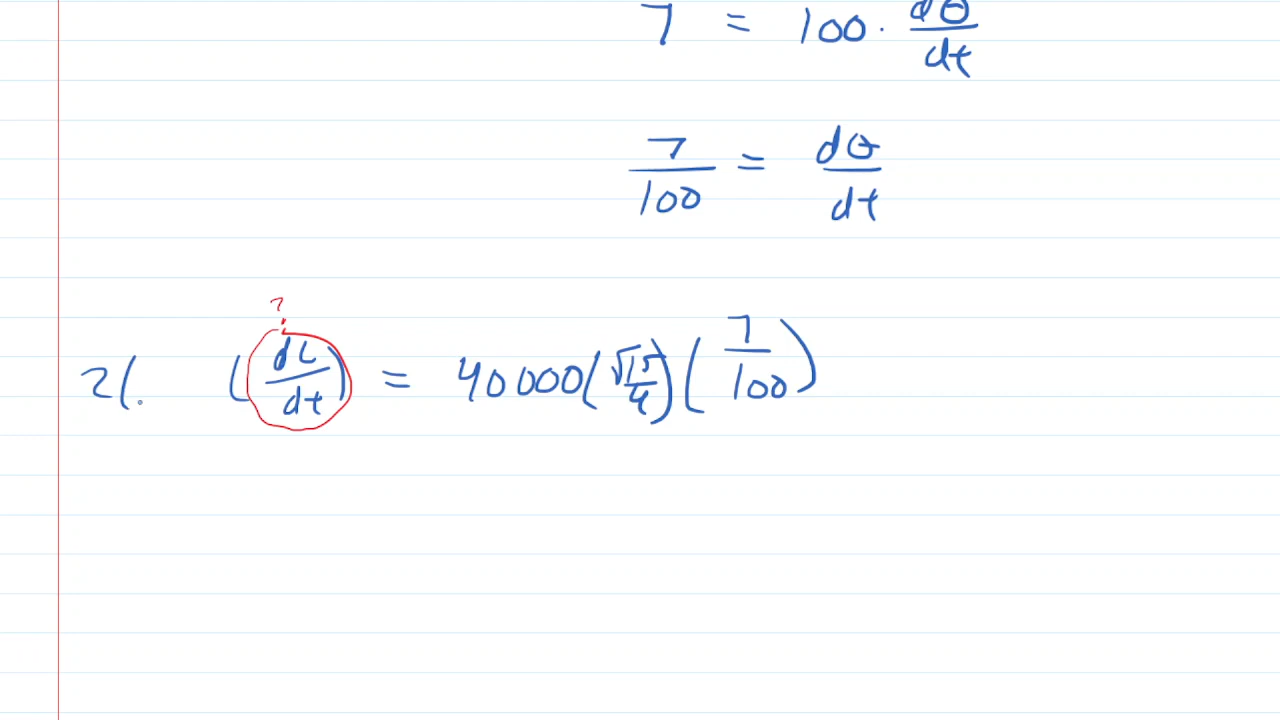 7 = 100 · dθ/dt
7/100 = dθ/dt
?
2(. (dL/dt) = 40000(√15/4)(7/100)